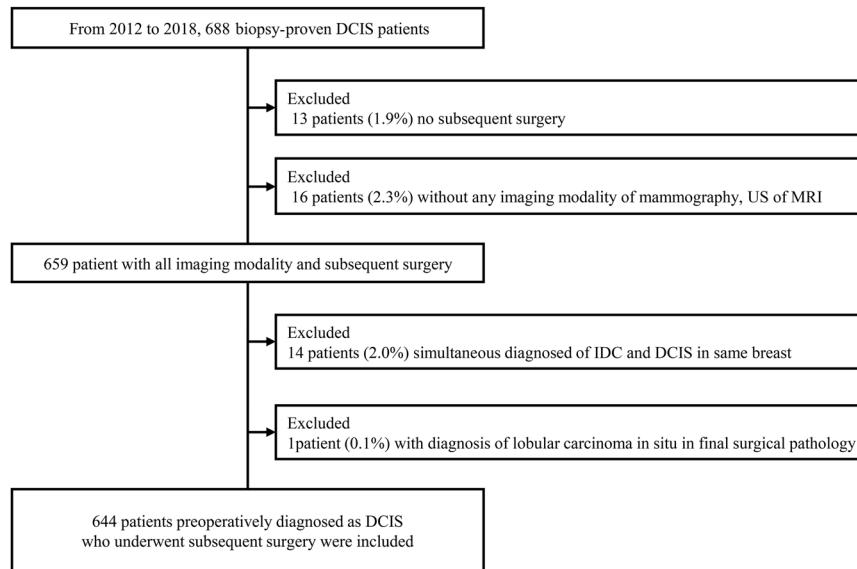 From 2012 to 2018, 688 biopsy-proven DCIS patients
Excluded
13 patients (1.9%) no subsequent surgery
Excluded
16 patients (2.3%) without any imaging modality of mammography, US of MRI
659 patient with all imaging modality and subsequent surgery
Excluded
14 patients (2.0%) simultaneous diagnosed of IDC and DCIS in same breast
Excluded
1patient (0.1%) with diagnosis of lobular carcinoma in situ in final surgical pathology
644 patients preoperatively diagnosed as DCIS
who underwent subsequent surgery were included